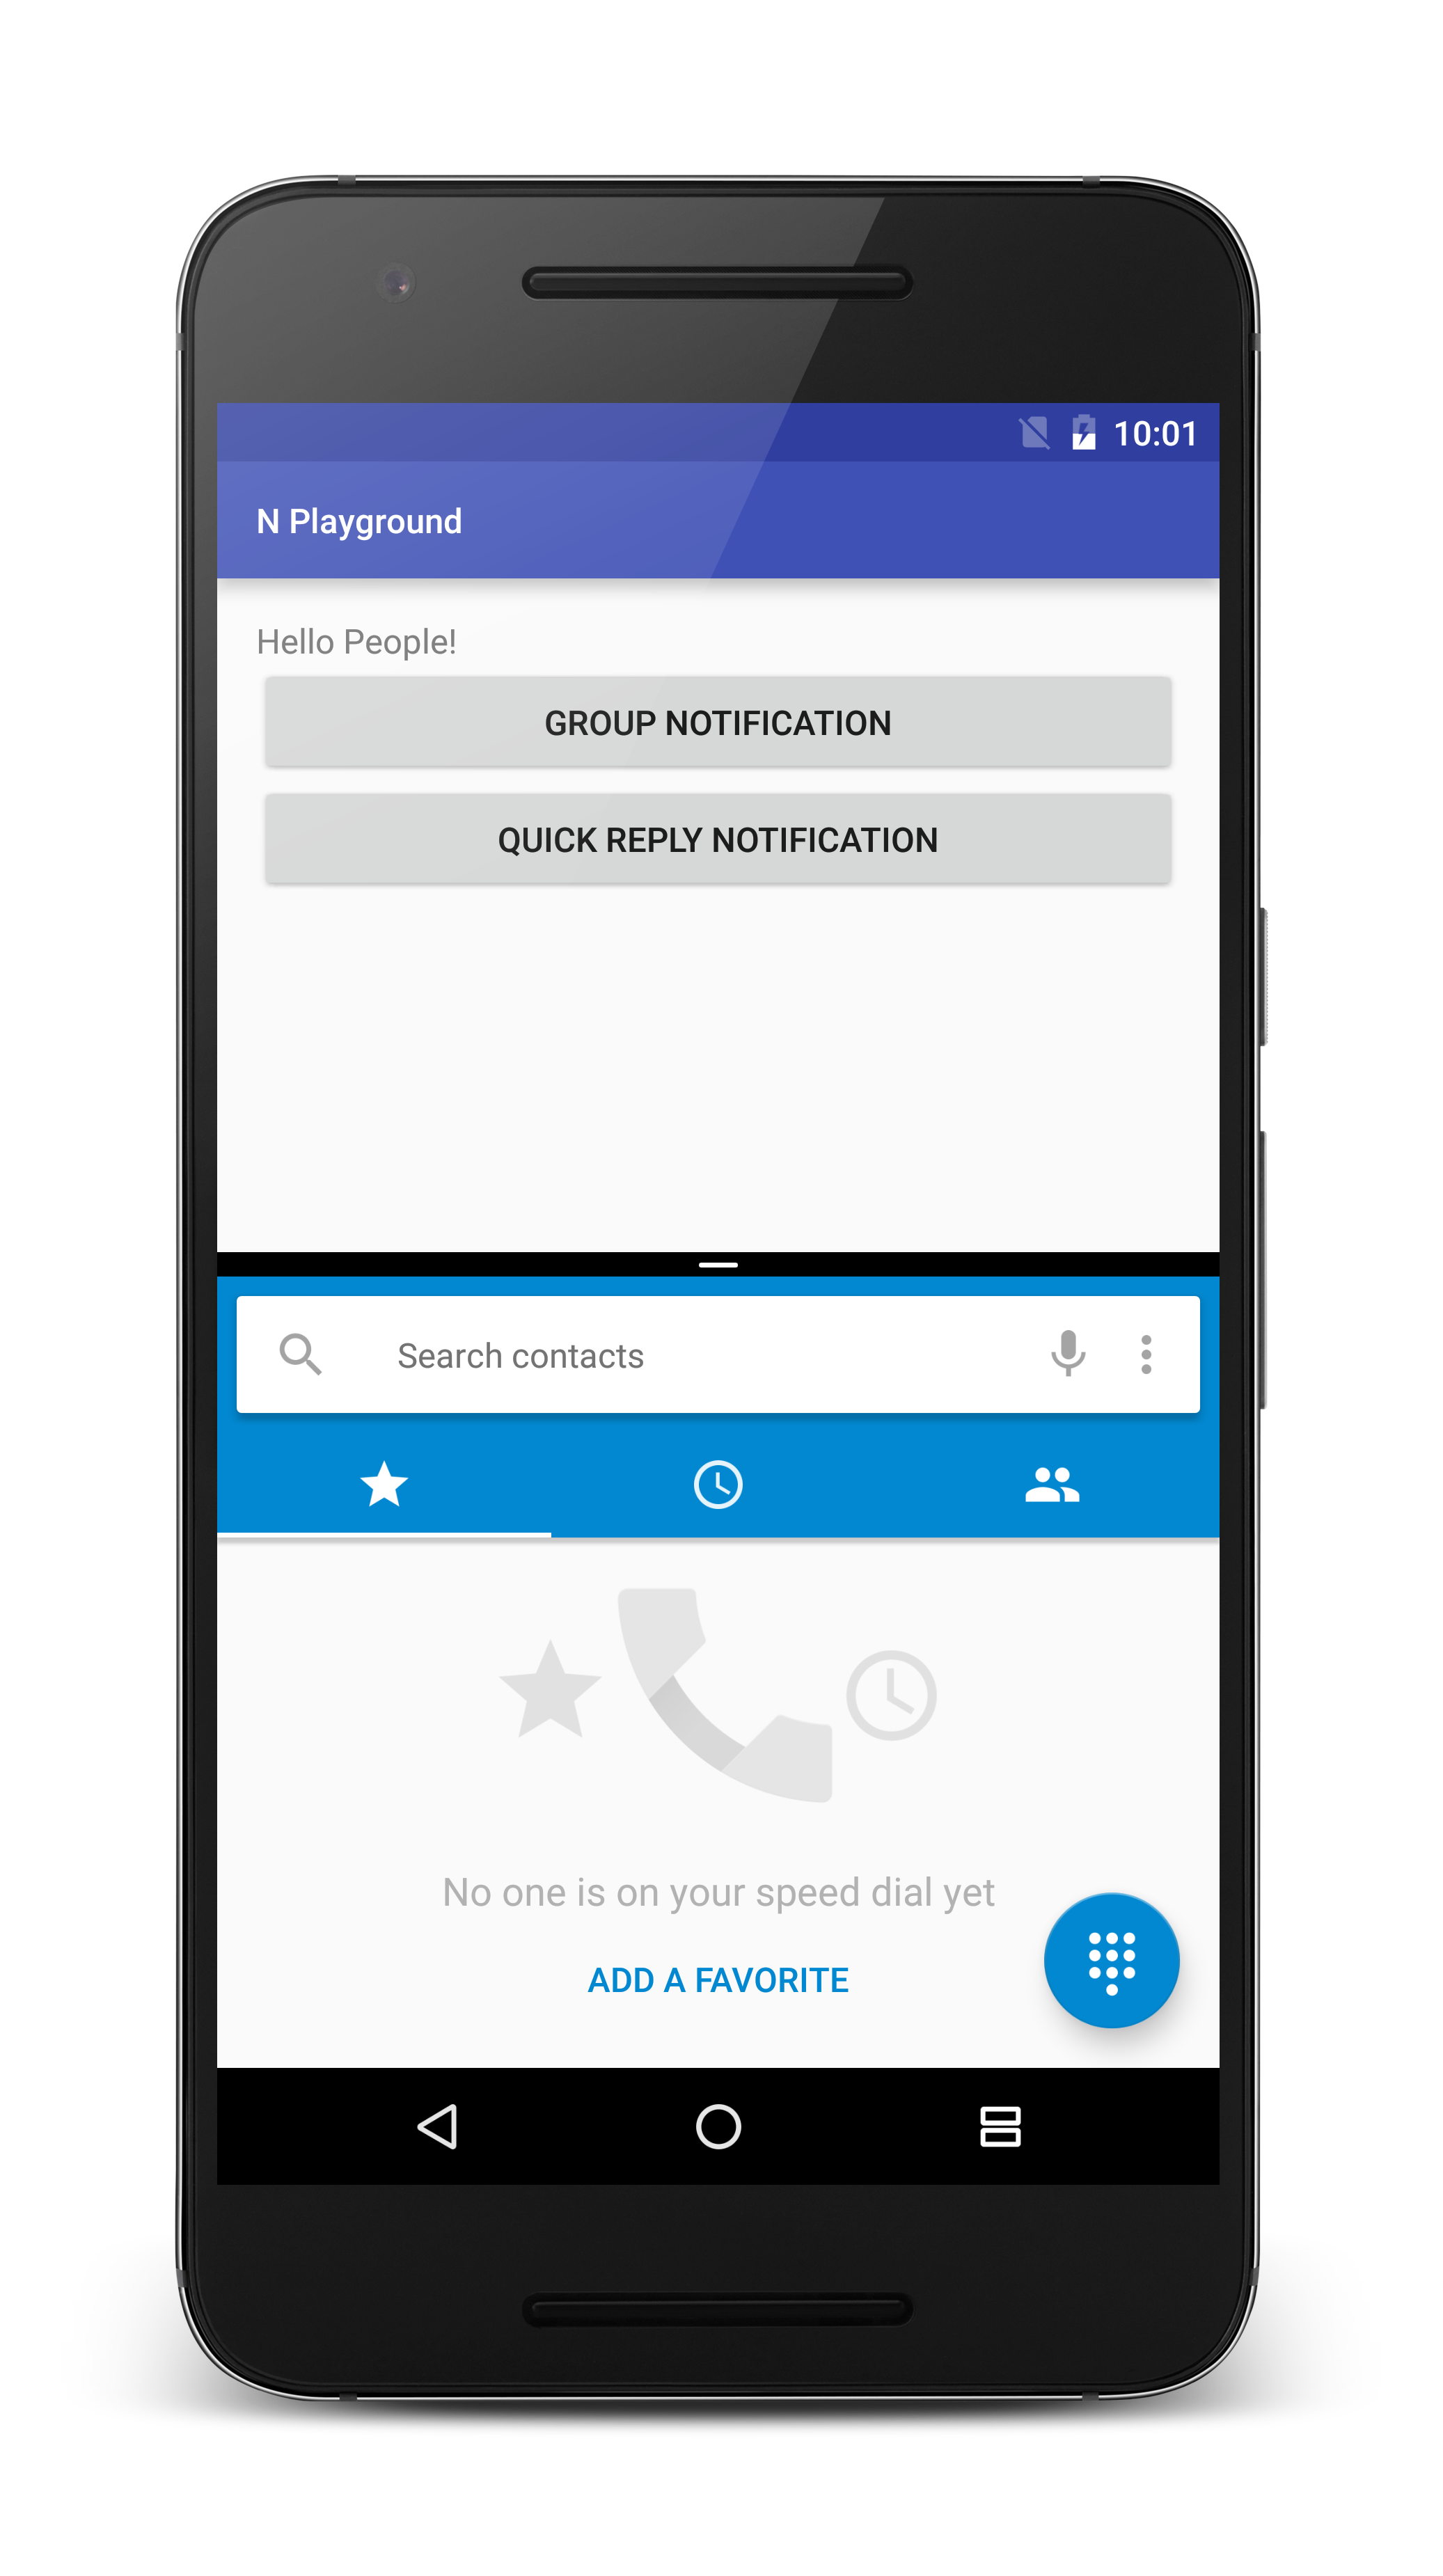 10:01
N Playground
Hello People!
GROUP NOTIFICATION
QUICK REPLY NOTIFICATION
Search contacts
No one is on your speed dial yet
ADD A FAVORITE